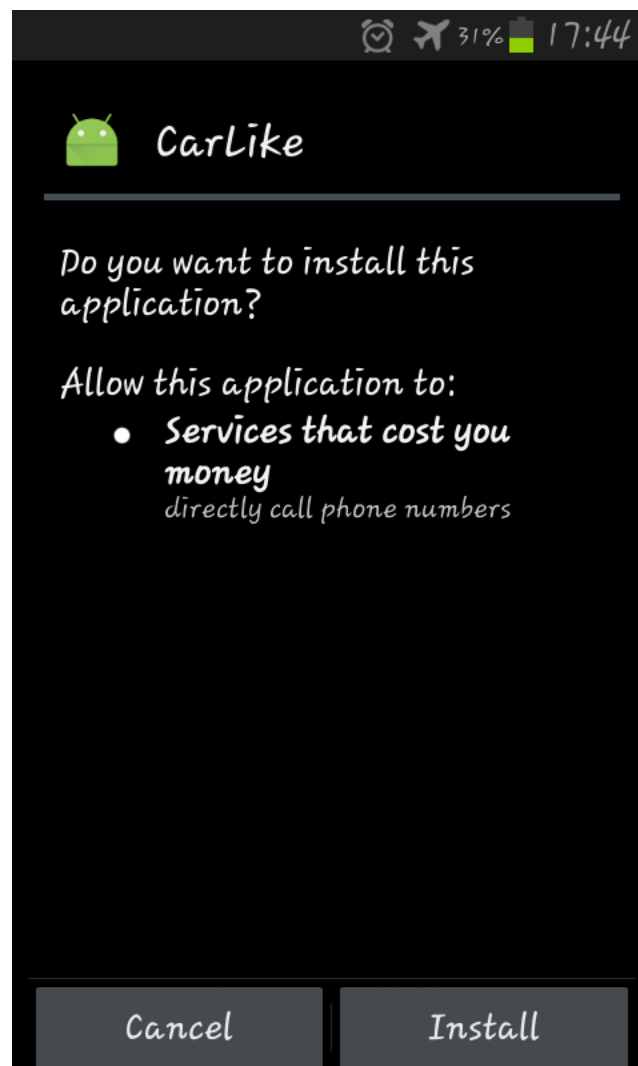 31% 17:44
CarLike
Do you want to install this
application?
Allow this application to:
Services that cost you
money
directly call phone numbers
Cancel Install